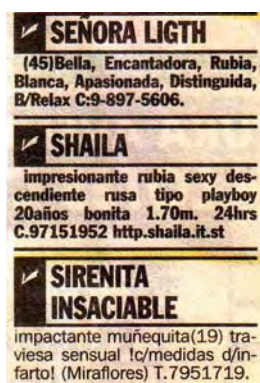 SEÑORA LIGTH
(45)Bella, Encantadora, Rubia,
Blanca, Apasionada, Distinguida,
B/Relax C:9-897-5606.
SHAILA
impresionante rubia sexy des-
cendiente rusa tipo playboy
20años bonita 1.70m. 24hrs
C.97151952 http.shaila.it.st
SIRENITA
INSACIABLE
impactante muñequita(19) tra-
viesa sensual !c/medidas d/in-
farto! (Miraflores) T.7951719.